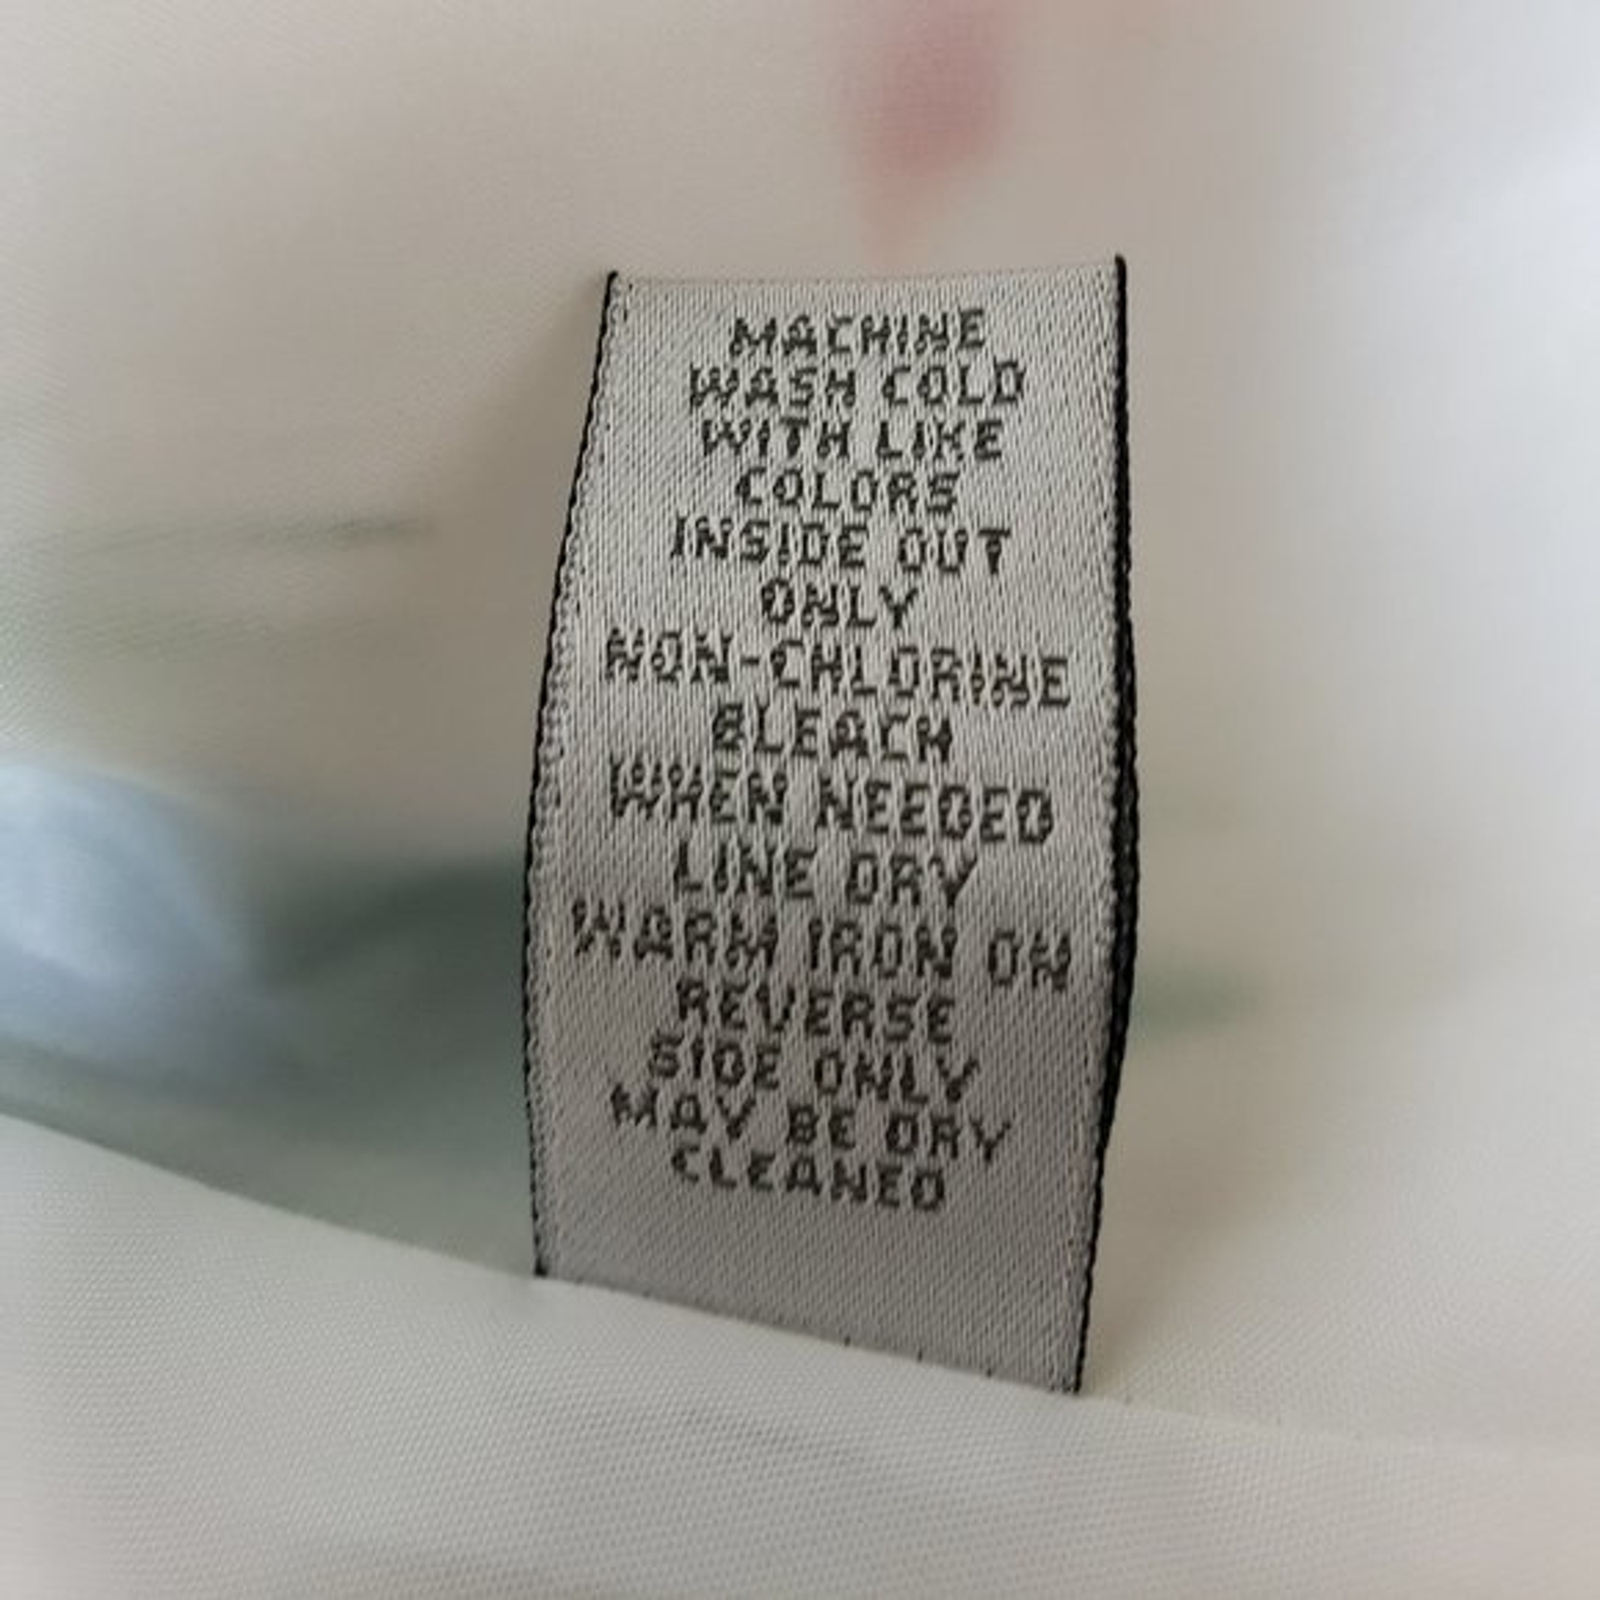 MACHINE
WASH COLD
WITH LIKE
COLORS
INSIDE OUT
ONLY
NON-CHLORINE
BLEACH
WHEN NEEDED
LINE DRY
WARM IRON ON
REVERSE
SIDE ONLY
MAY BE DRY
CLEANED